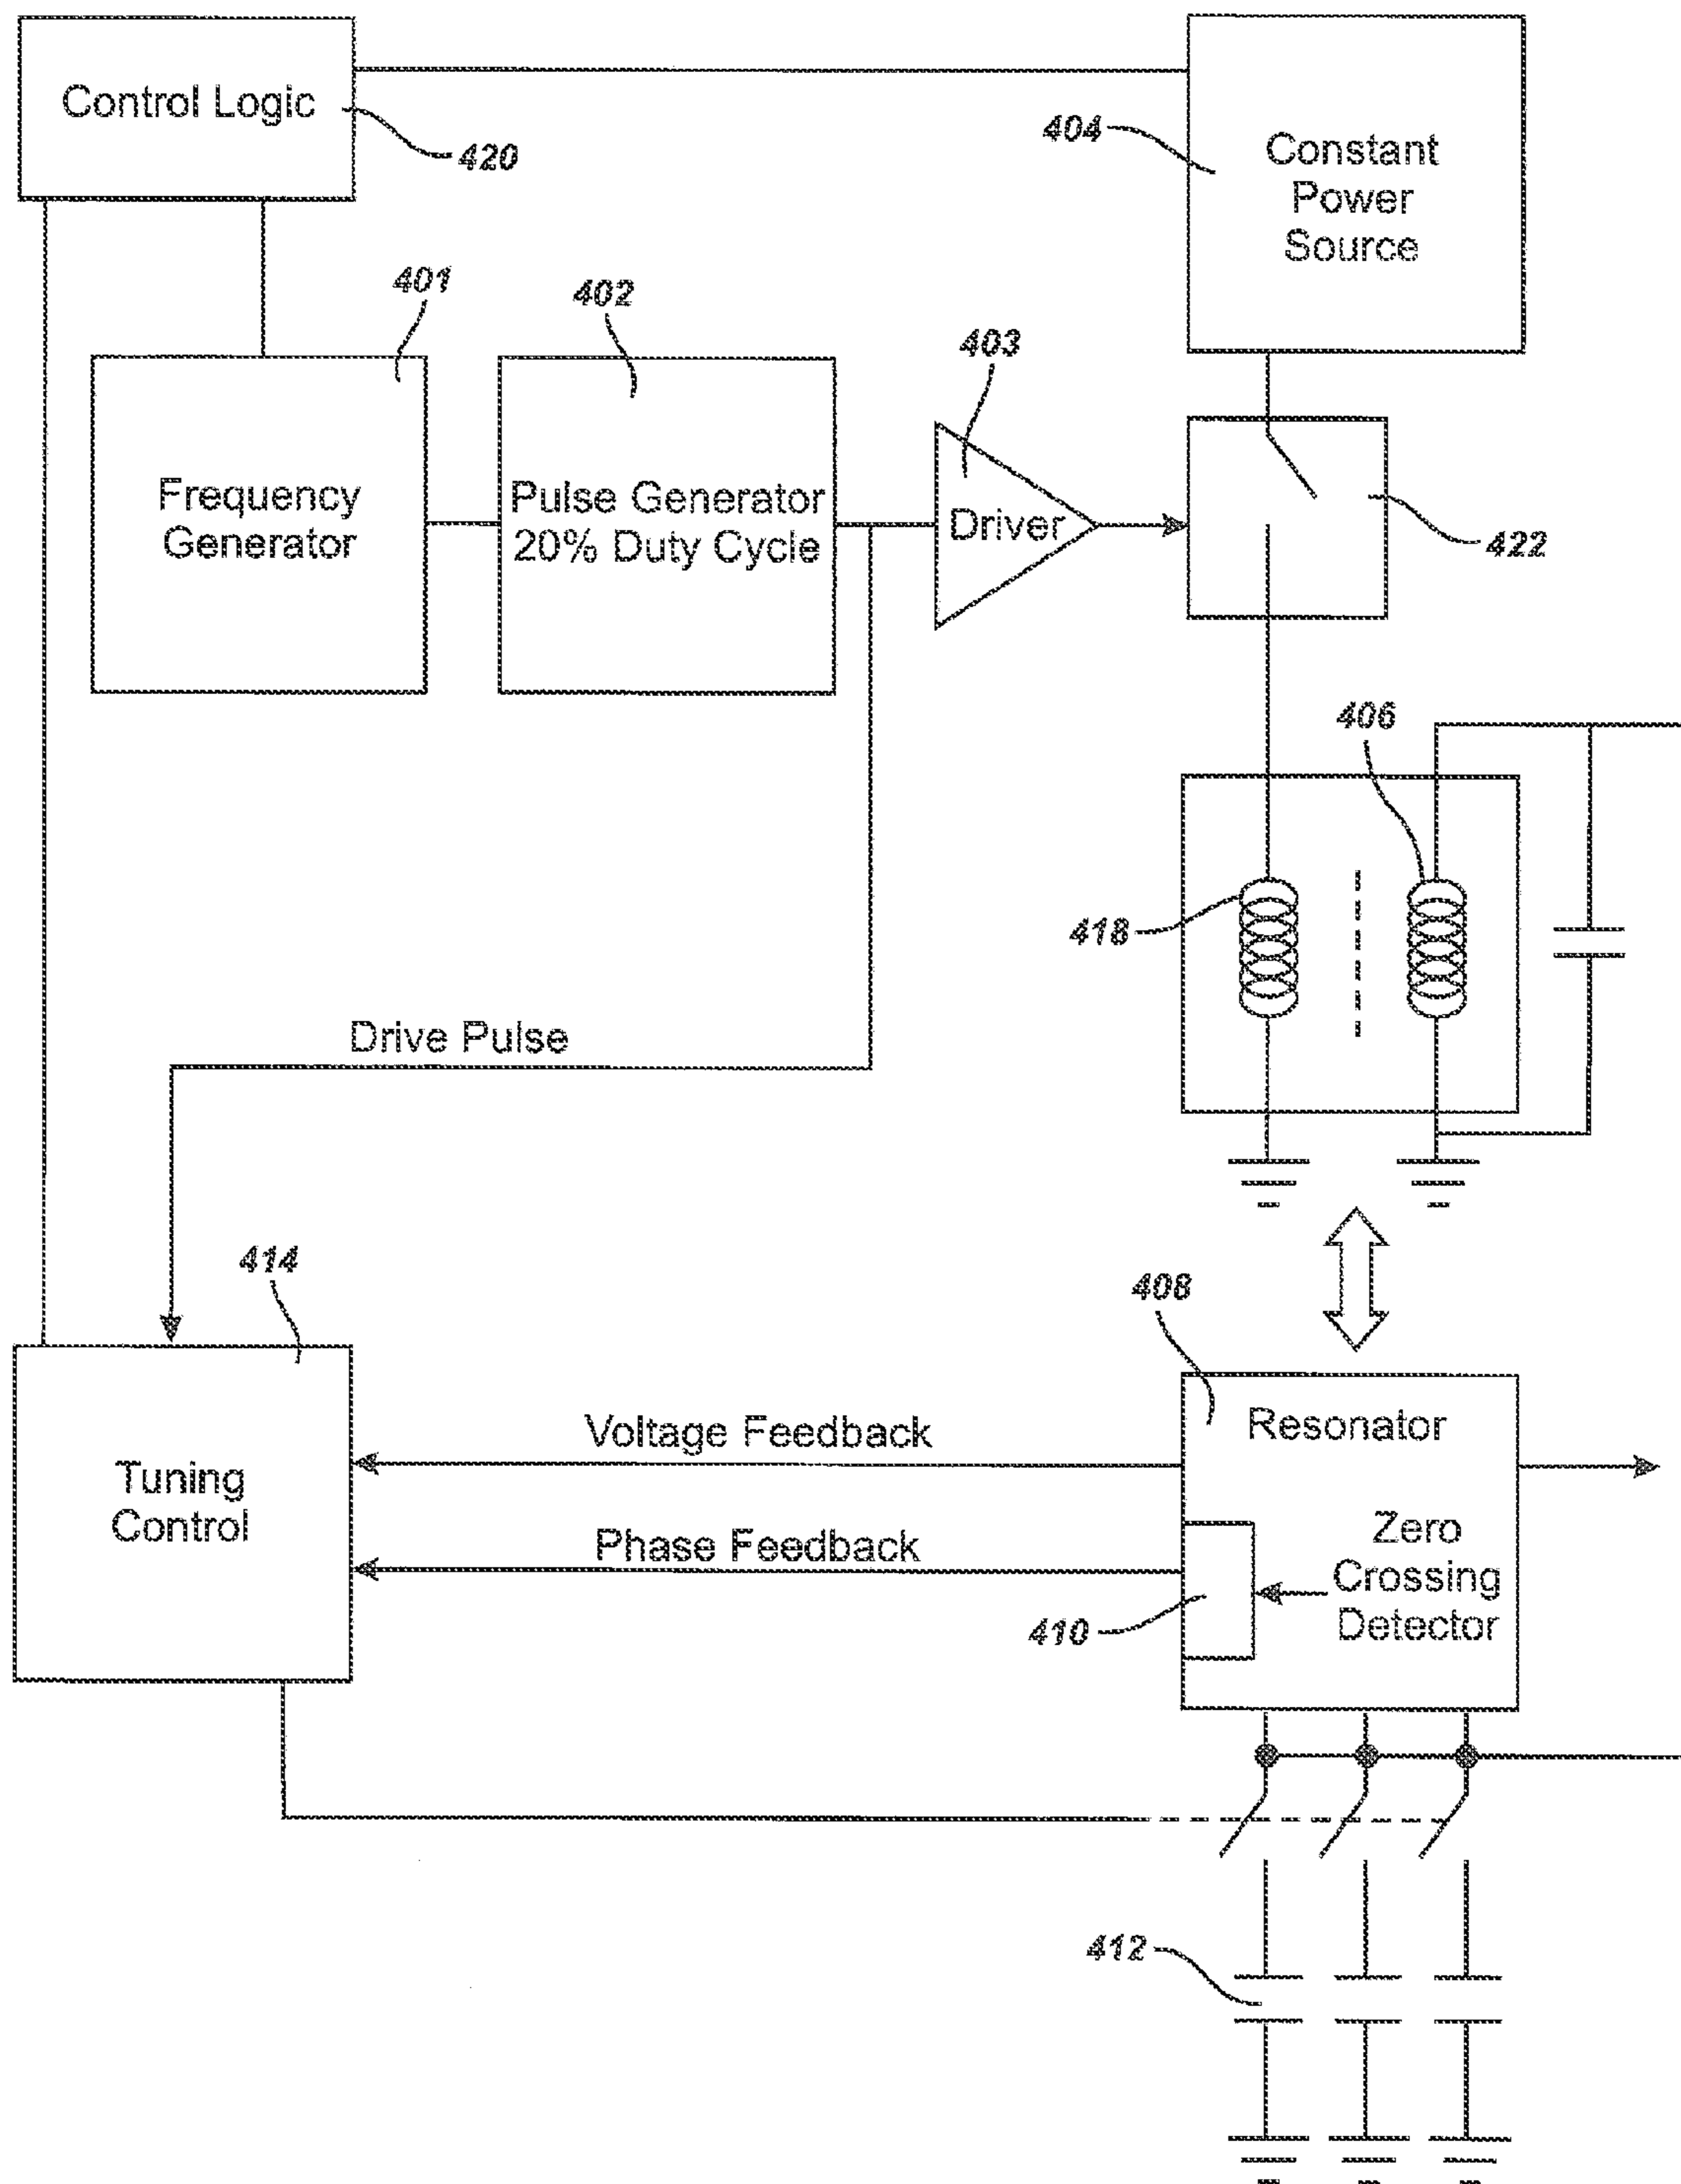 Control Logic
420
404
Constant
Power
Source
401
402
403
Frequency
Generator
Pulse Generator
20% Duty Cycle
Driver
422
406
418
Drive Pulse
414
408
Resonator
Voltage Feedback
Tuning
Control
Phase Feedback
Zero
Crossing
Detector
410
412